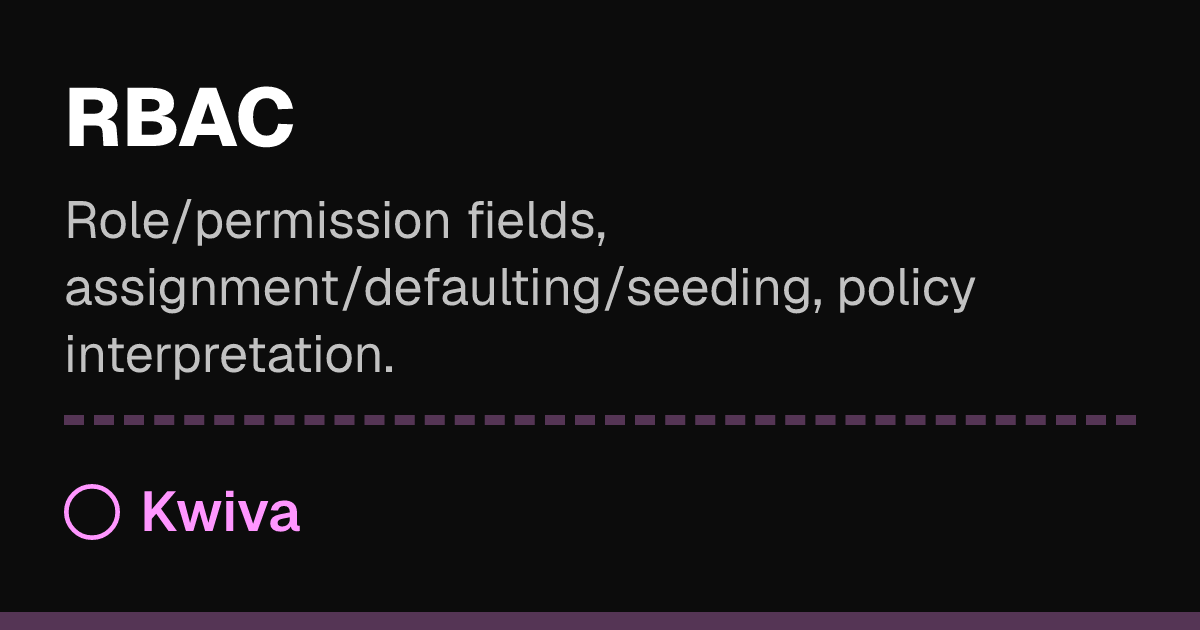 RBAC
Role/permission fields,
assignment/defaulting/seeding, policy
interpretation.
Kwiva